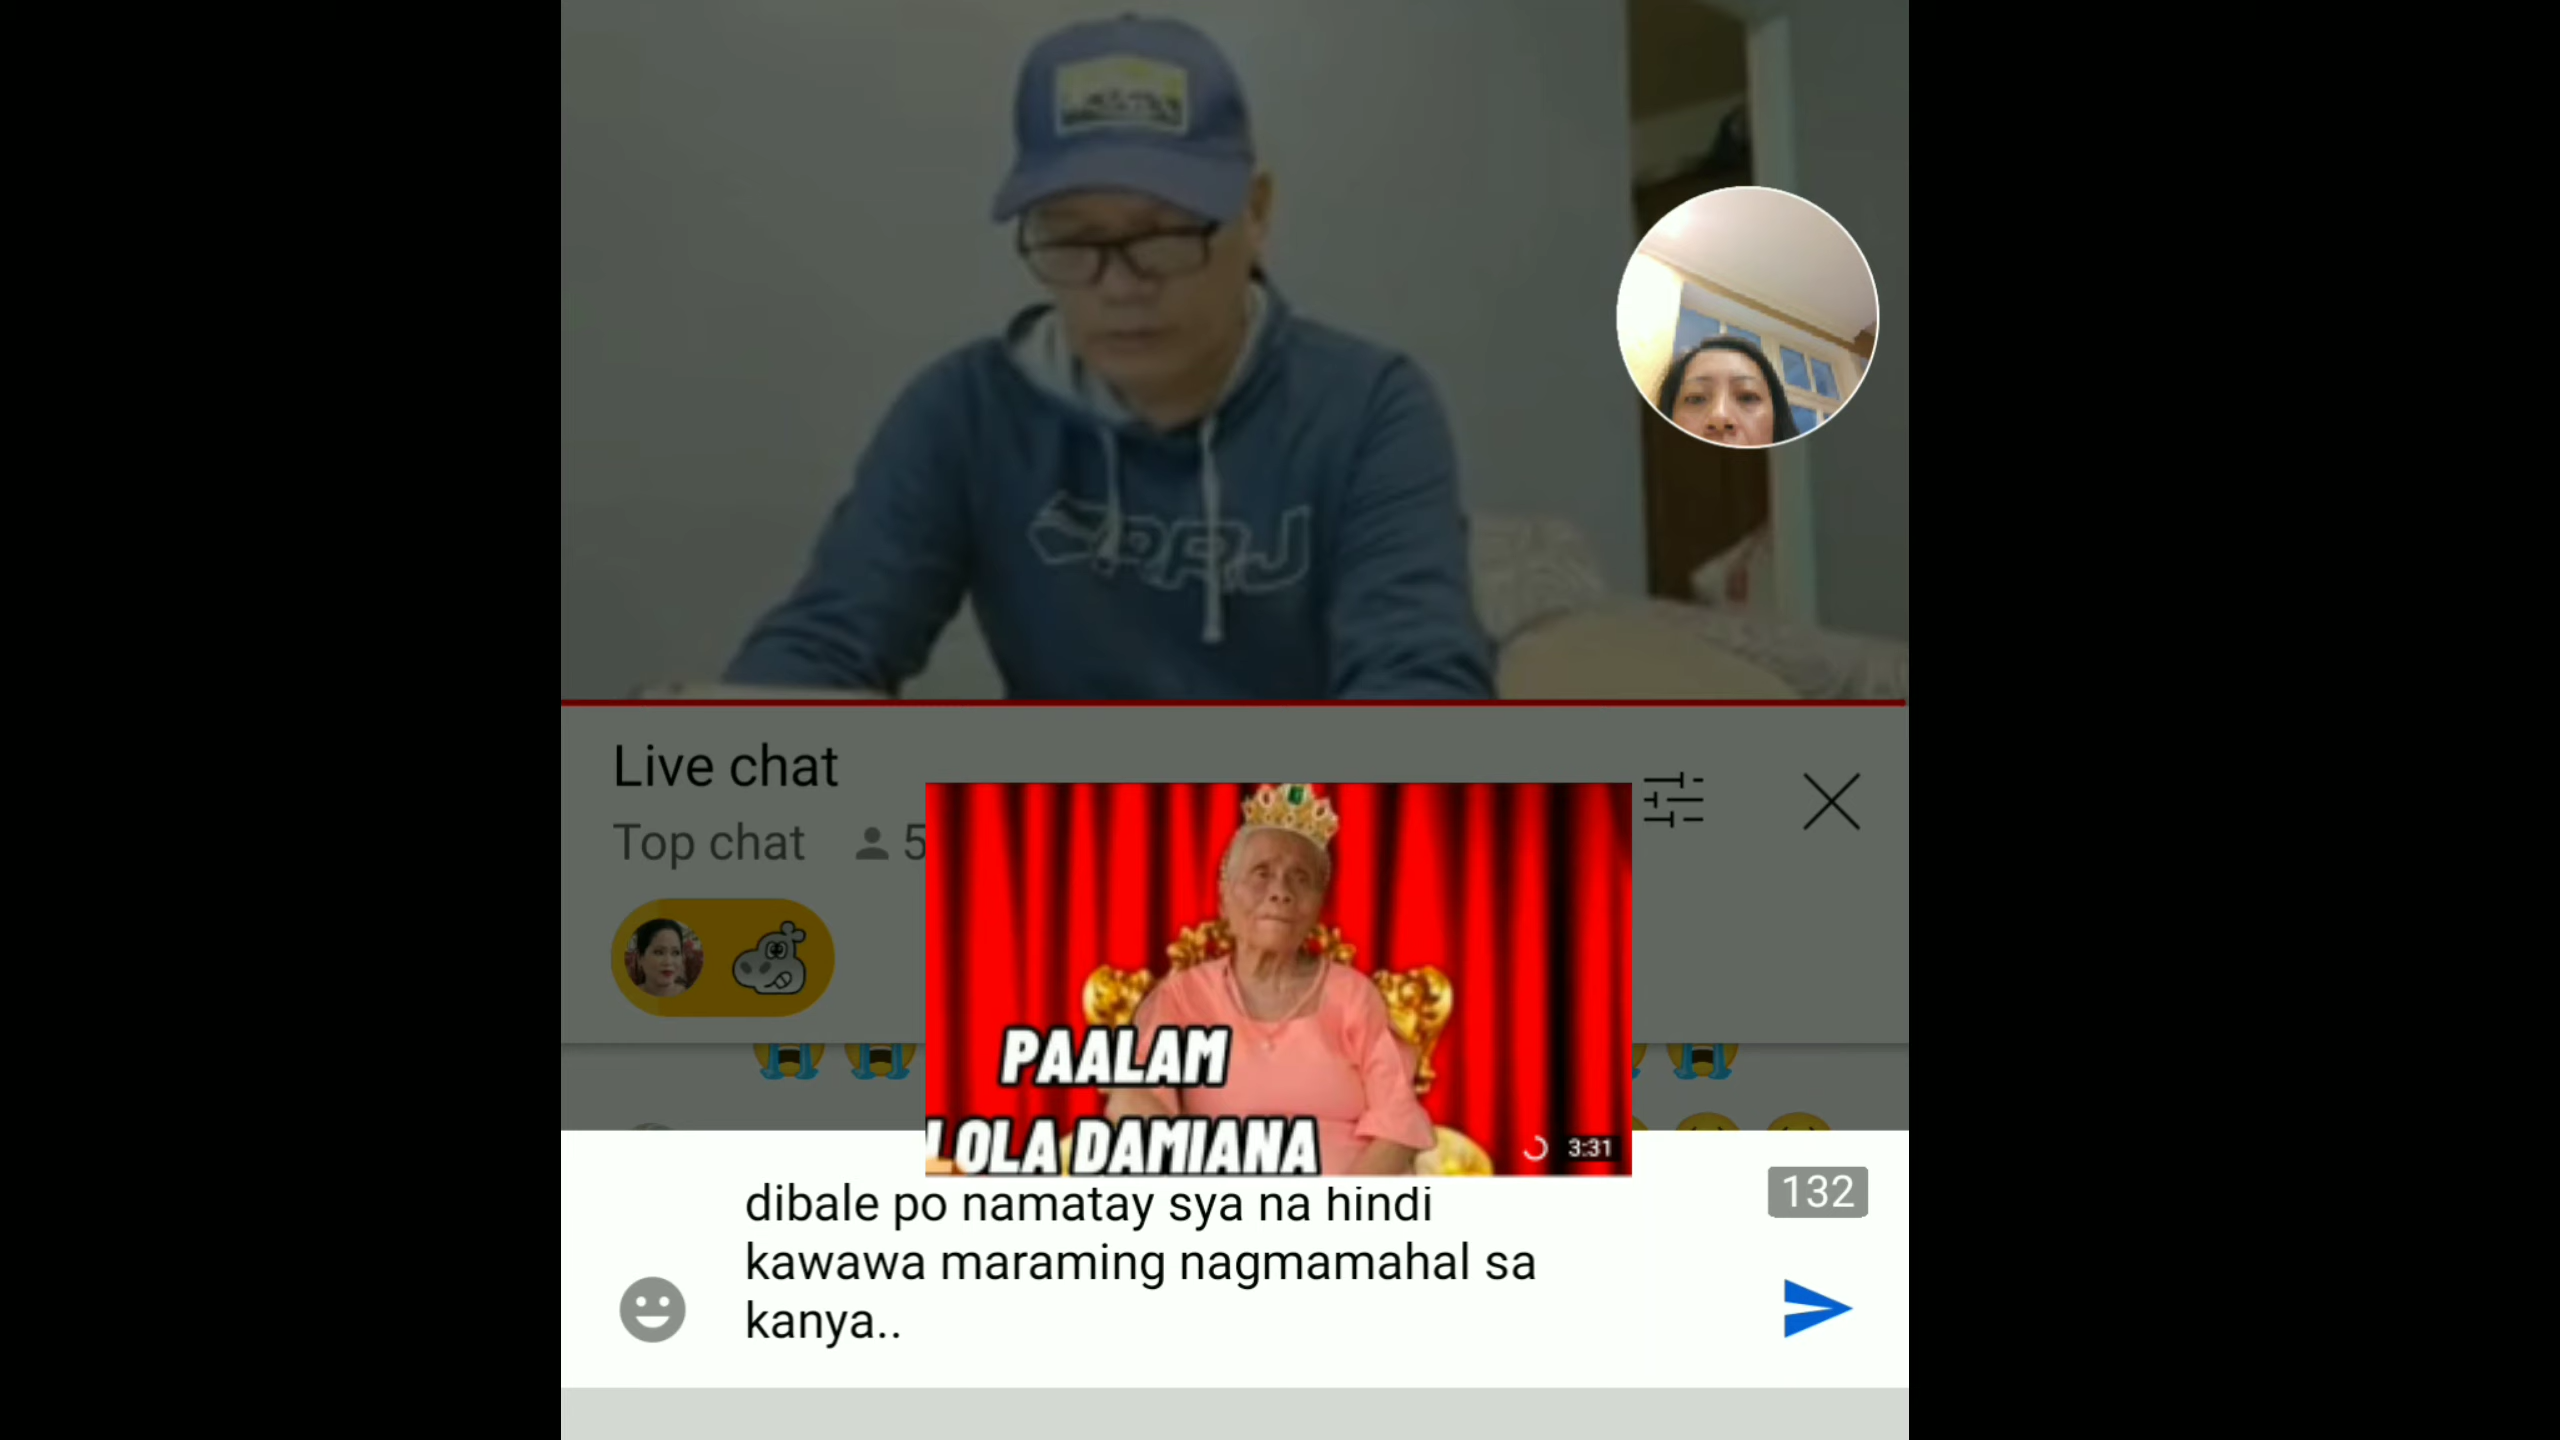 Live chat
Top chat 5
PAALAM
LOLA DAMIANA
3:31
dibale po namatay sya na hindi
kawawa maraming nagmamahal sa
kanya..
132